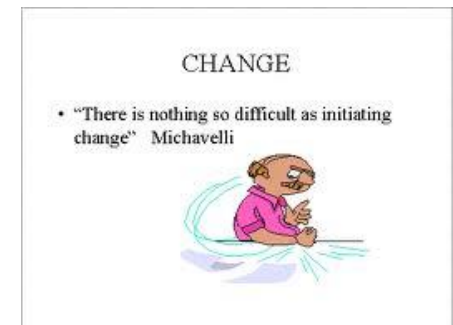 CHANGE
• “There is nothing so difficult as initiating
change” Michavelli